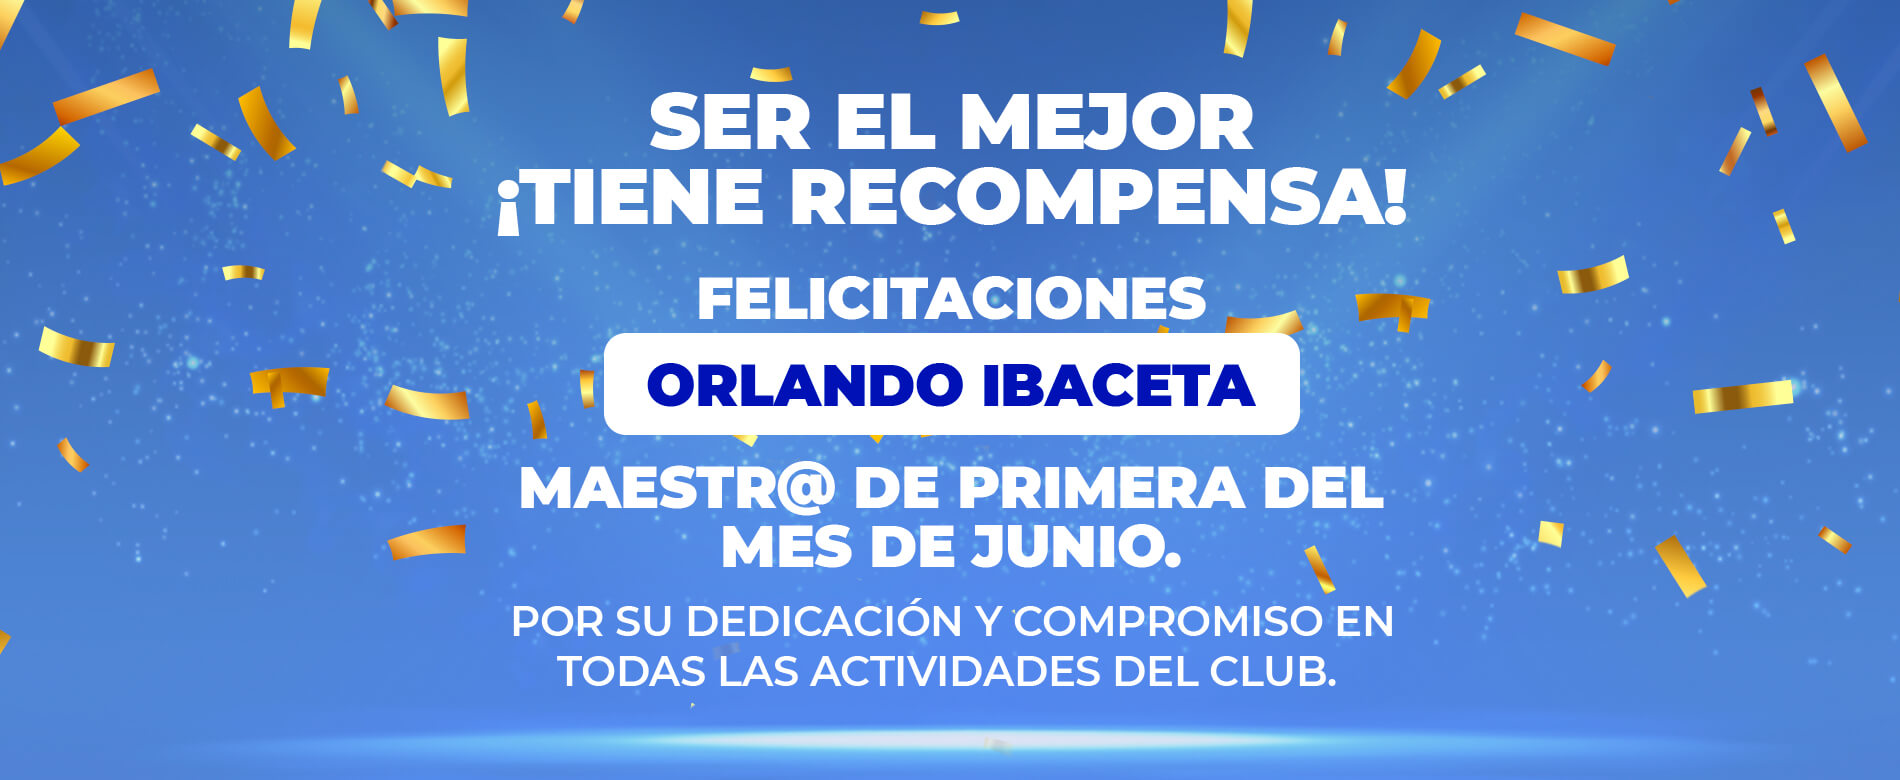 SER EL MEJOR
¡TIENE RECOMPENSA!
FELICITACIONES
ORLANDO IBACETA
MAESTR@ DE PRIMERA DEL
MES DE JUNIO.
POR SU DEDICACIÓN Y COMPROMISO EN
TODAS LAS ACTIVIDADES DEL CLUB.